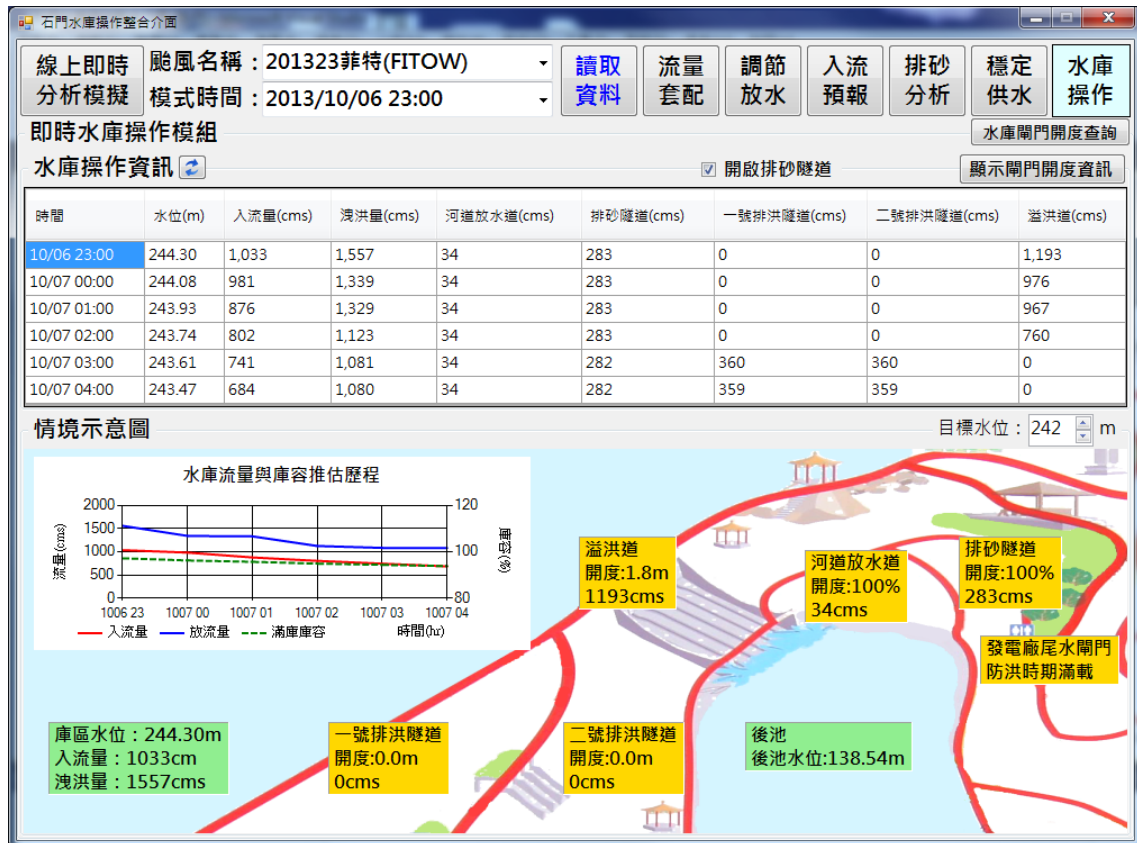 石門水庫操作整合介面
線上即時分析模擬
颱風名稱：201323菲特(FITOW)
模式時間：2013/10/06 23:00
讀取資料
流量套配
調節放水
入流預報
排砂分析
穩定供水
水庫操作
即時水庫操作模組
水庫閘門開度查詢
水庫操作資訊
開啟排砂隧道
顯示閘門開度資訊
時間 水位(m) 入流量(cms) 洩洪量(cms) 河道放水道(cms) 排砂隧道(cms) 一號排洪隧道(cms) 二號排洪隧道(cms) 溢洪道(cms)
10/06 23:00 244.30 1,033 1,557 34 283 0 0 1,193
10/07 00:00 244.08 981 1,339 34 283 0 0 976
10/07 01:00 243.93 876 1,329 34 283 0 0 967
10/07 02:00 243.74 802 1,123 34 283 0 0 760
10/07 03:00 243.61 741 1,081 34 282 360 360 0
10/07 04:00 243.47 684 1,080 34 282 359 359 0
情境示意圖
目標水位：242 m
水庫流量與庫容推估歷程
流量(cms)
2000
1500
1000
500
0
120
100
80
庫容(%)
1006 23 1007 00 1007 01 1007 02 1007 03 1007 04
入流量 放流量 滿庫庫容 時間(hr)
溢洪道
開度:1.8m
1193cms
河道放水道
開度:100%
34cms
排砂隧道
開度:100%
283cms
發電廠尾水閘門
防洪時期滿載
庫區水位：244.30m
入流量：1033cm
洩洪量：1557cms
一號排洪隧道
開度:0.0m
0cms
二號排洪隧道
開度:0.0m
0cms
後池
後池水位:138.54m